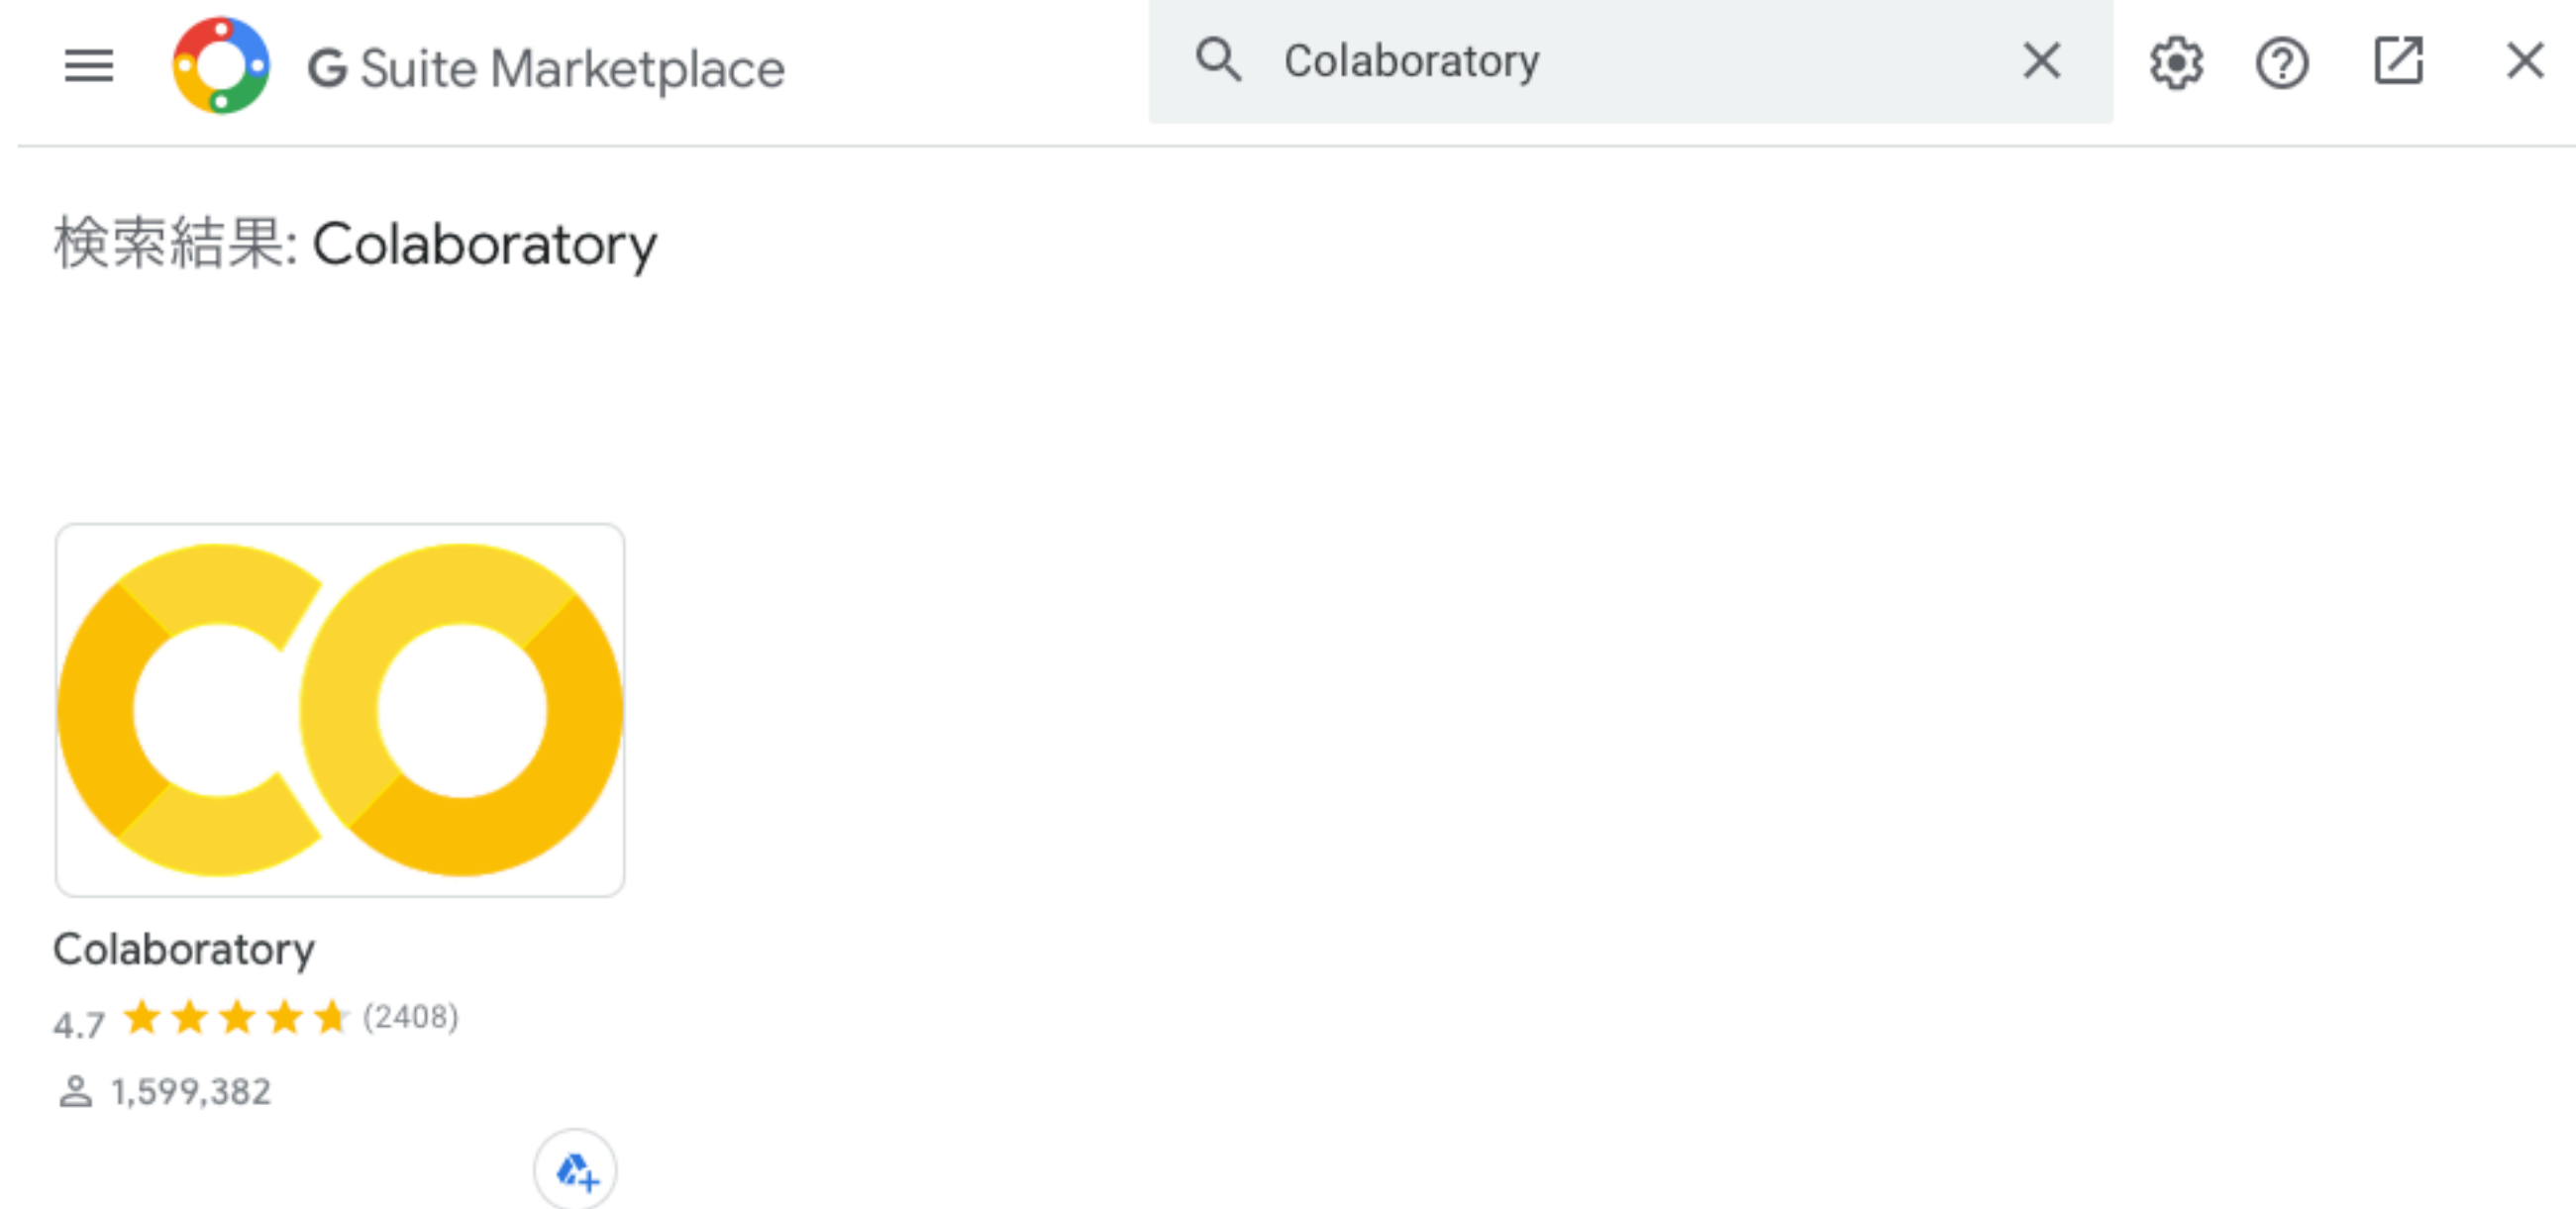 G Suite Marketplace
Colaboratory
検索結果: Colaboratory
Colaboratory
4.7 (2408)
1,599,382